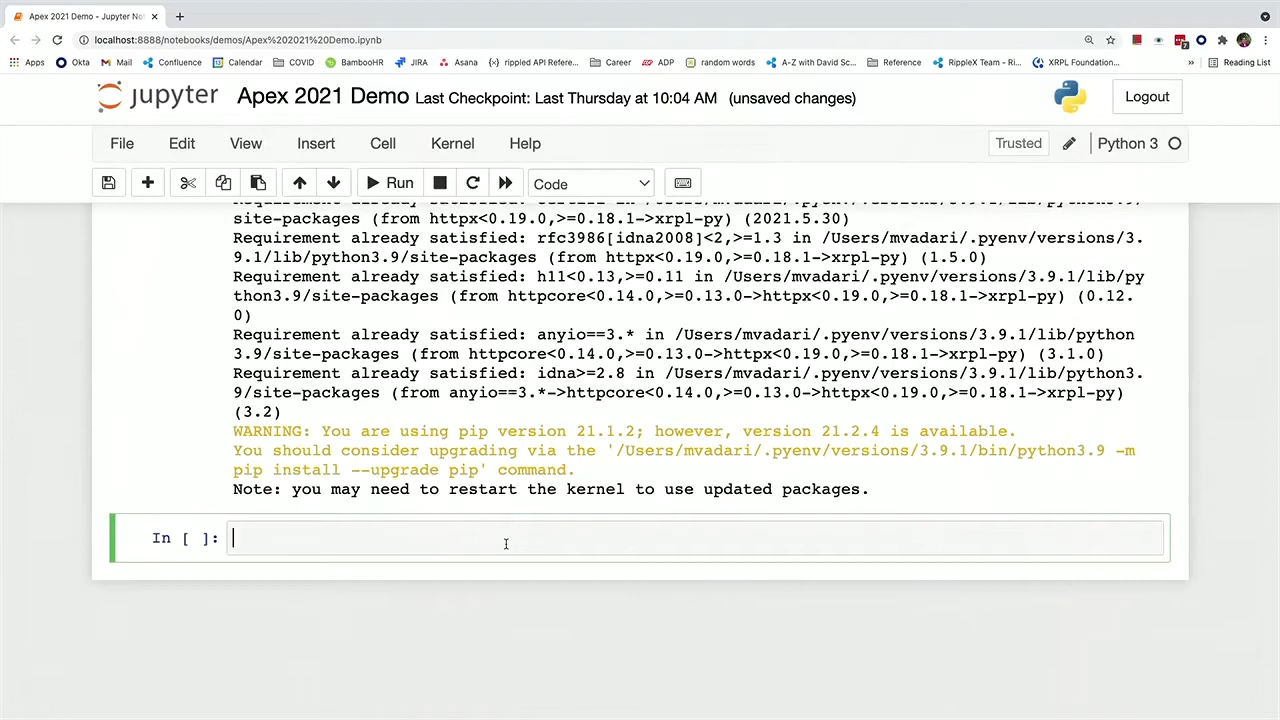 Apex 2021 Demo - Jupyter No
localhost:8888/notebooks/demos/Apex%202021%20Demo.ipynb
Apps Okta Mail Confluence Calendar COVID BambooHR JIRA Asana {x} rippled API Refere... Career ADP random words A-Z with David Sc... Reference RippleX Team - Ri... XRPL Foundation... » Reading List
jupyter Apex 2021 Demo Last Checkpoint: Last Thursday at 10:04 AM (unsaved changes) Logout
File Edit View Insert Cell Kernel Help Trusted Python 3
Run Code
site-packages (from httpx<0.19.0,>=0.18.1->xrpl-py) (2021.5.30)
Requirement already satisfied: rfc3986[idna2008]<2,>=1.3 in /Users/mvadari/.pyenv/versions/3.
9.1/lib/python3.9/site-packages (from httpx<0.19.0,>=0.18.1->xrpl-py) (1.5.0)
Requirement already satisfied: h11<0.13,>=0.11 in /Users/mvadari/.pyenv/versions/3.9.1/lib/py
thon3.9/site-packages (from httpcore<0.14.0,>=0.13.0->httpx<0.19.0,>=0.18.1->xrpl-py) (0.12.
0)
Requirement already satisfied: anyio==3.* in /Users/mvadari/.pyenv/versions/3.9.1/lib/python
3.9/site-packages (from httpcore<0.14.0,>=0.13.0->httpx<0.19.0,>=0.18.1->xrpl-py) (3.1.0)
Requirement already satisfied: idna>=2.8 in /Users/mvadari/.pyenv/versions/3.9.1/lib/python3.
9/site-packages (from anyio==3.*->httpcore<0.14.0,>=0.13.0->httpx<0.19.0,>=0.18.1->xrpl-py)
(3.2)
WARNING: You are using pip version 21.1.2; however, version 21.2.4 is available.
You should consider upgrading via the '/Users/mvadari/.pyenv/versions/3.9.1/bin/python3.9 -m
pip install --upgrade pip' command.
Note: you may need to restart the kernel to use updated packages.
In [ ]: